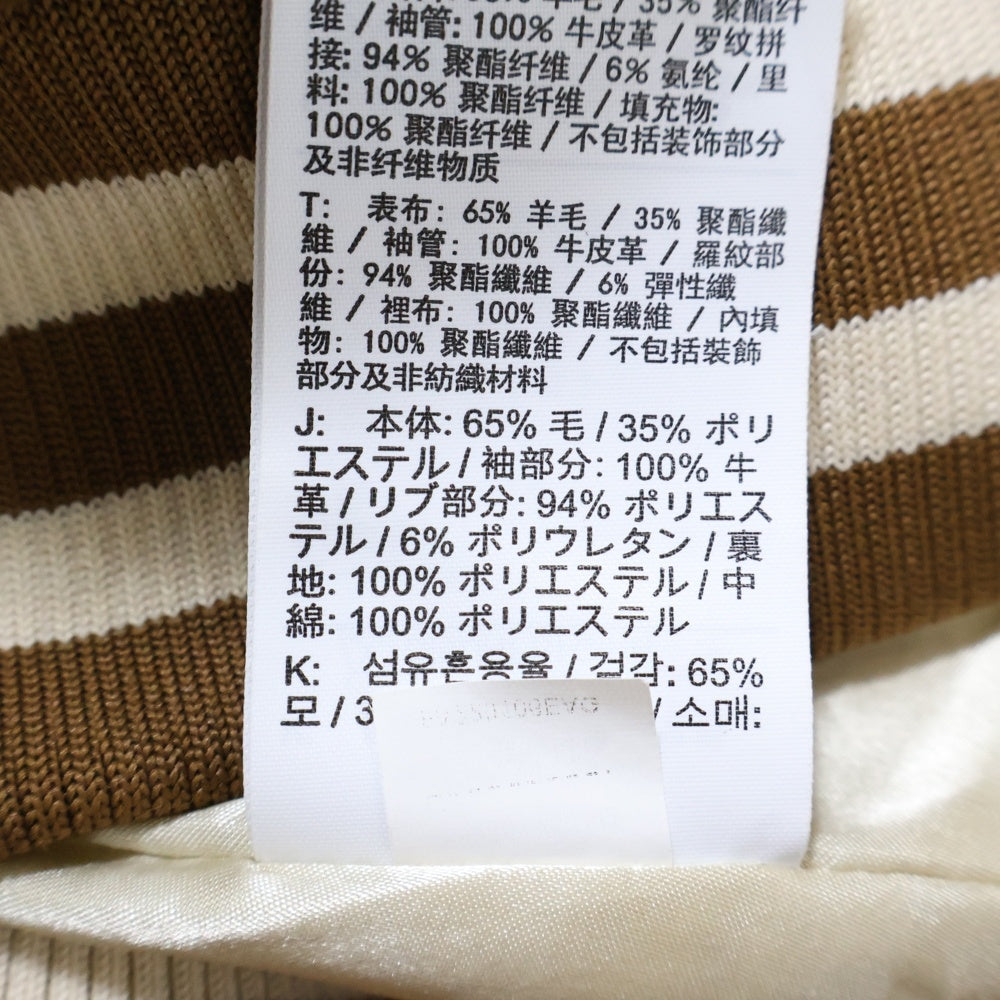 羊毛 / 35% 聚酯纤
维 / 袖管: 100% 牛皮革 / 罗纹拼
接: 94% 聚酯纤维 / 6% 氨纶 / 里
料: 100% 聚酯纤维 / 填充物:
100% 聚酯纤维 / 不包括装饰部分
及非纤维物质
T: 表布: 65% 羊毛 / 35% 聚酯纖
維 / 袖管: 100% 牛皮革 / 羅紋部
份: 94% 聚酯纖維 / 6% 彈性纖
維 / 裡布: 100% 聚酯纖維 / 內填
物: 100% 聚酯纖維 / 不包括裝飾
部分及非紡織材料
J: 本体: 65% 毛 / 35% ポリ
エステル / 袖部分: 100% 牛
革 / リブ部分: 94% ポリエス
テル / 6% ポリウレタン / 裏
地: 100% ポリエステル / 中
綿: 100% ポリエステル
K: 섬유혼용율 / 겉감: 65%
모 / 3 / 소매: